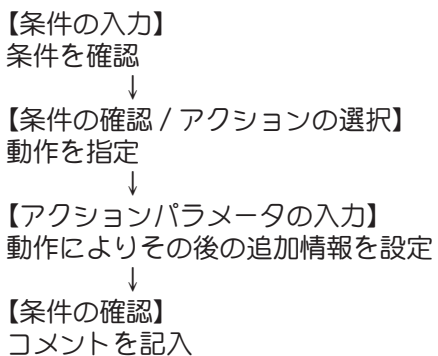 【条件の入力】
条件を確認
↓
【条件の確認 / アクションの選択】
動作を指定
↓
【アクションパラメータの入力】
動作によりその後の追加情報を設定
↓
【条件の確認】
コメントを記入